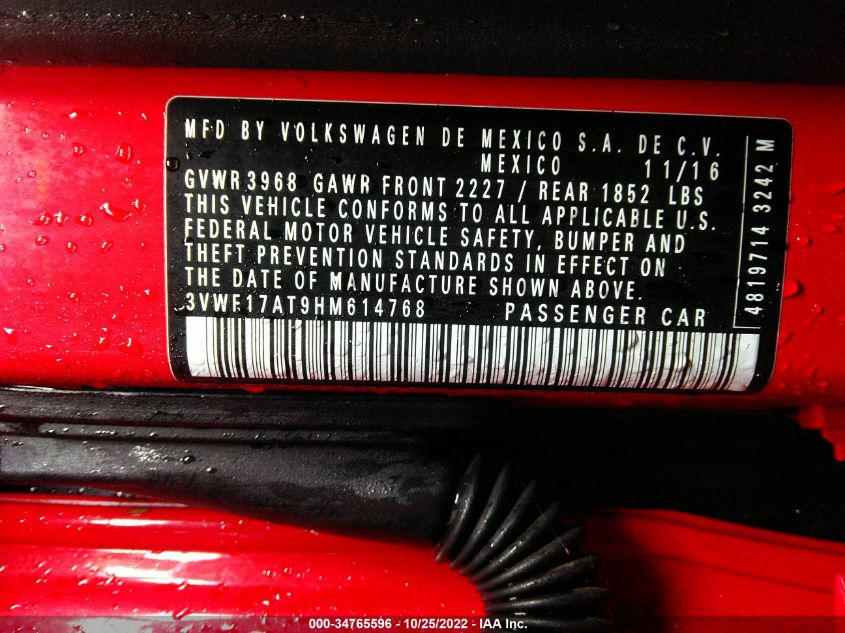 MFD BY VOLKSWAGEN DE MEXICO S.A. DE C.V.
MEXICO 11/16
GVWR 3968 GAWR FRONT 2227 / REAR 1852 LBS
THIS VEHICLE CONFORMS TO ALL APPLICABLE U.S.
FEDERAL MOTOR VEHICLE SAFETY, BUMPER AND
THEFT PREVENTION STANDARDS IN EFFECT ON
THE DATE OF MANUFACTURE SHOWN ABOVE.
3VWF17AT9HM614768 PASSENGER CAR
4819714 3242 M
000-34765596 - 10/25/2022 - IAA Inc.